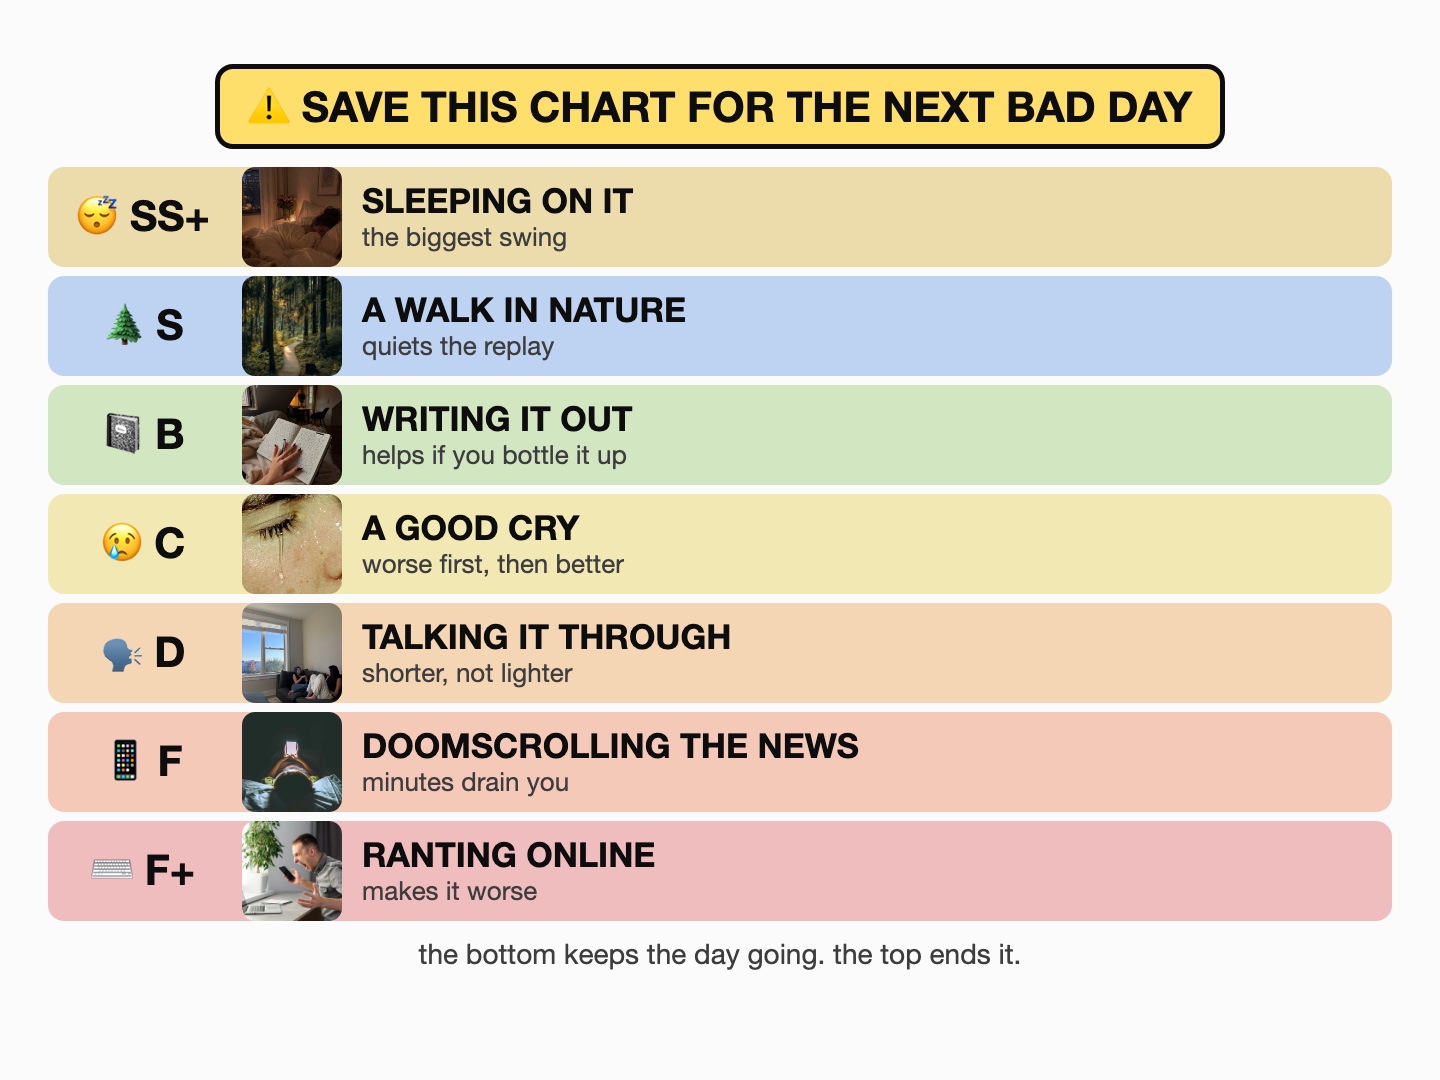 ⚠️ SAVE THIS CHART FOR THE NEXT BAD DAY
😴 SS+
SLEEPING ON IT
the biggest swing
🌲 S
A WALK IN NATURE
quiets the replay
📓 B
WRITING IT OUT
helps if you bottle it up
😢 C
A GOOD CRY
worse first, then better
🗣️ D
TALKING IT THROUGH
shorter, not lighter
📱 F
DOOMSCROLLING THE NEWS
minutes drain you
⌨️ F+
RANTING ONLINE
makes it worse
the bottom keeps the day going. the top ends it.